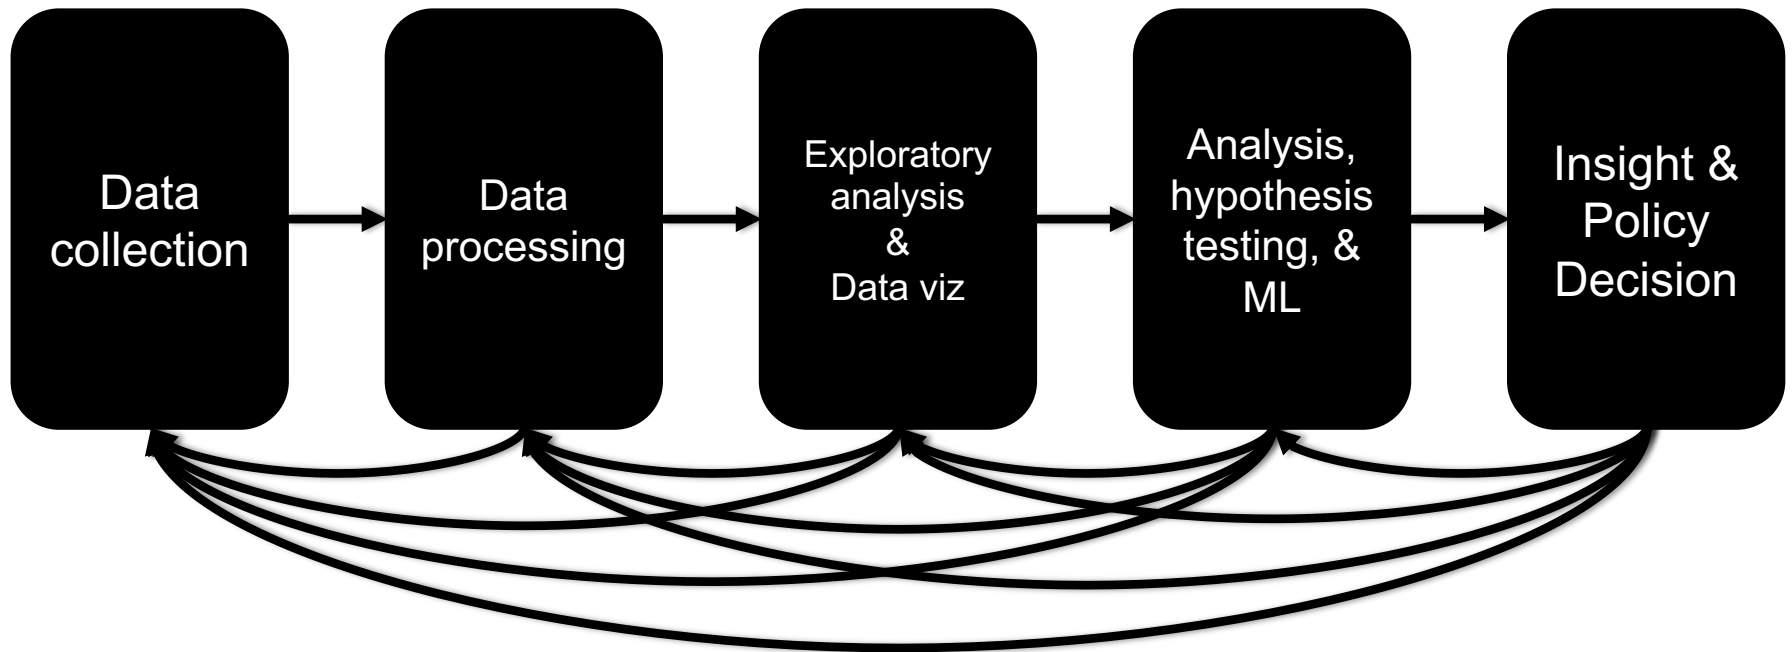 Data
collection
Data
processing
Exploratory
analysis
&
Data viz
Analysis,
hypothesis
testing, &
ML
Insight &
Policy
Decision